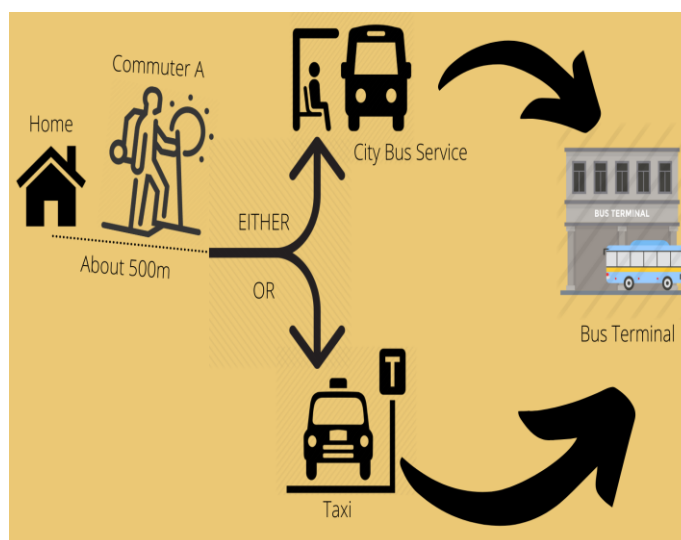 Commuter A
Home
About 500m
EITHER
OR
City Bus Service
T
Taxi
BUS TERMINAL
Bus Terminal